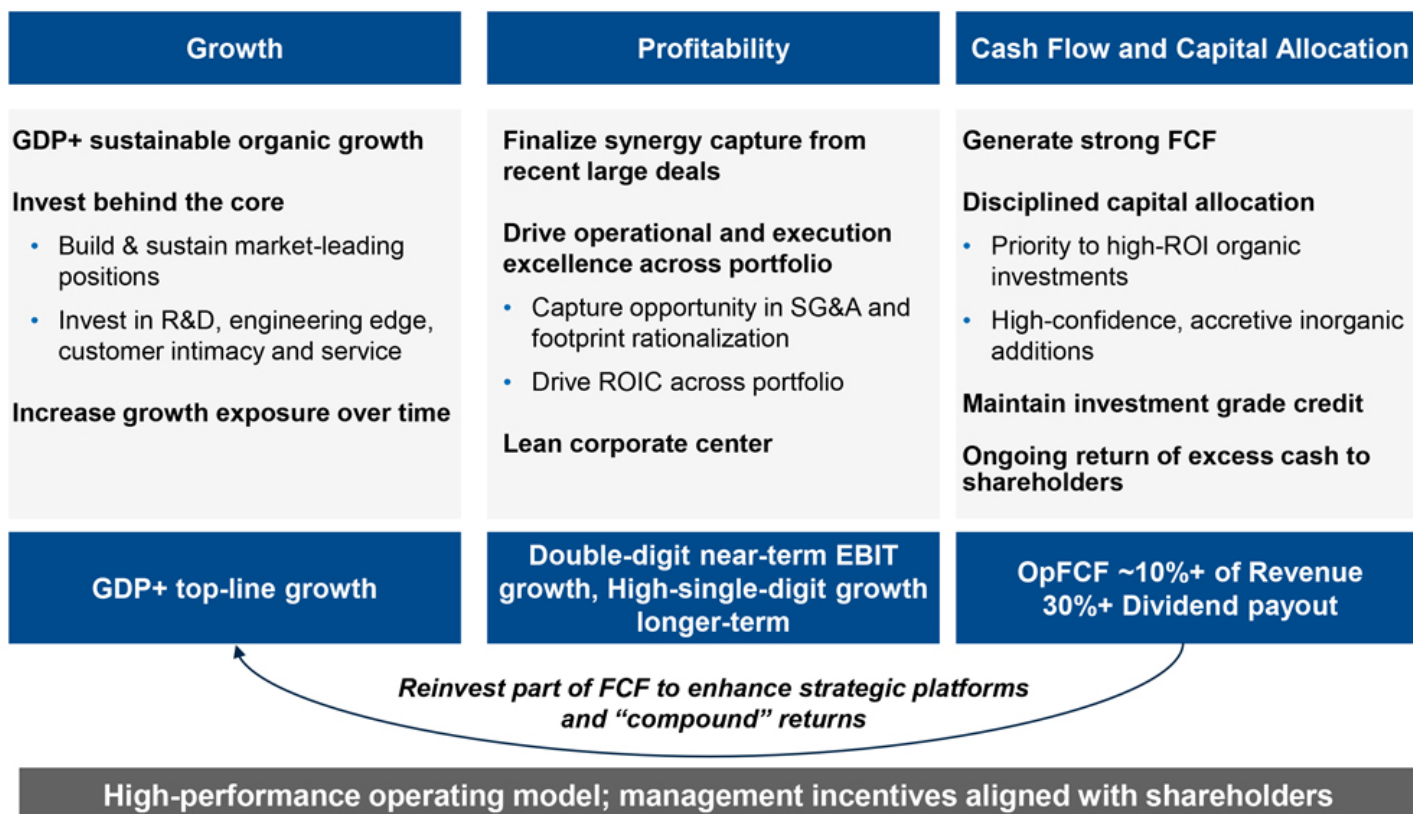 Growth
GDP+ sustainable organic growth
Invest behind the core
• Build & sustain market-leading
positions
• Invest in R&D, engineering edge,
customer intimacy and service
Increase growth exposure over time
GDP+ top-line growth
Profitability
Finalize synergy capture from
recent large deals
Drive operational and execution
excellence across portfolio
• Capture opportunity in SG&A and
footprint rationalization
• Drive ROIC across portfolio
Lean corporate center
Double-digit near-term EBIT
growth, High-single-digit growth
longer-term
Cash Flow and Capital Allocation
Generate strong FCF
Disciplined capital allocation
• Priority to high-ROI organic
investments
• High-confidence, accretive inorganic
additions
Maintain investment grade credit
Ongoing return of excess cash to
shareholders
OpFCF ~10%+ of Revenue
30%+ Dividend payout
Reinvest part of FCF to enhance strategic platforms
and “compound” returns
High-performance operating model; management incentives aligned with shareholders